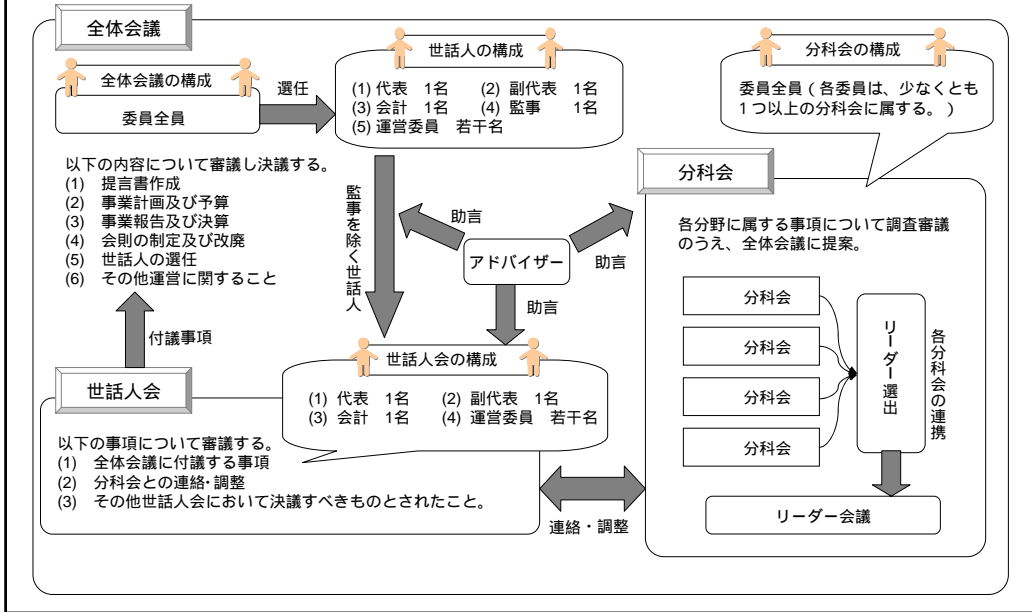 全体会議
全体会議の構成
委員全員
選任
世話人の構成
(1) 代表 1名 (2) 副代表 1名
(3) 会計 1名 (4) 監事 1名
(5) 運営委員 若干名
分科会の構成
委員全員（各委員は、少なくとも
１つ以上の分科会に属する。）
以下の内容について審議し決議する。
(1) 提言書作成
(2) 事業計画及び予算
(3) 事業報告及び決算
(4) 会則の制定及び改廃
(5) 世話人の選任
(6) その他運営に関すること
監事を除く世話人
助言
アドバイザー
助言
助言
付議事項
世話人会
世話人会の構成
(1) 代表 1名 (2) 副代表 1名
(3) 会計 1名 (4) 運営委員 若干名
以下の事項について審議する。
(1) 全体会議に付議する事項
(2) 分科会との連絡・調整
(3) その他世話人会において決議すべきものとされたこと。
連絡・調整
分科会
各分野に属する事項について調査審議
のうえ、全体会議に提案。
分科会
分科会
分科会
分科会
リーダー選出
各分科会の連携
リーダー会議